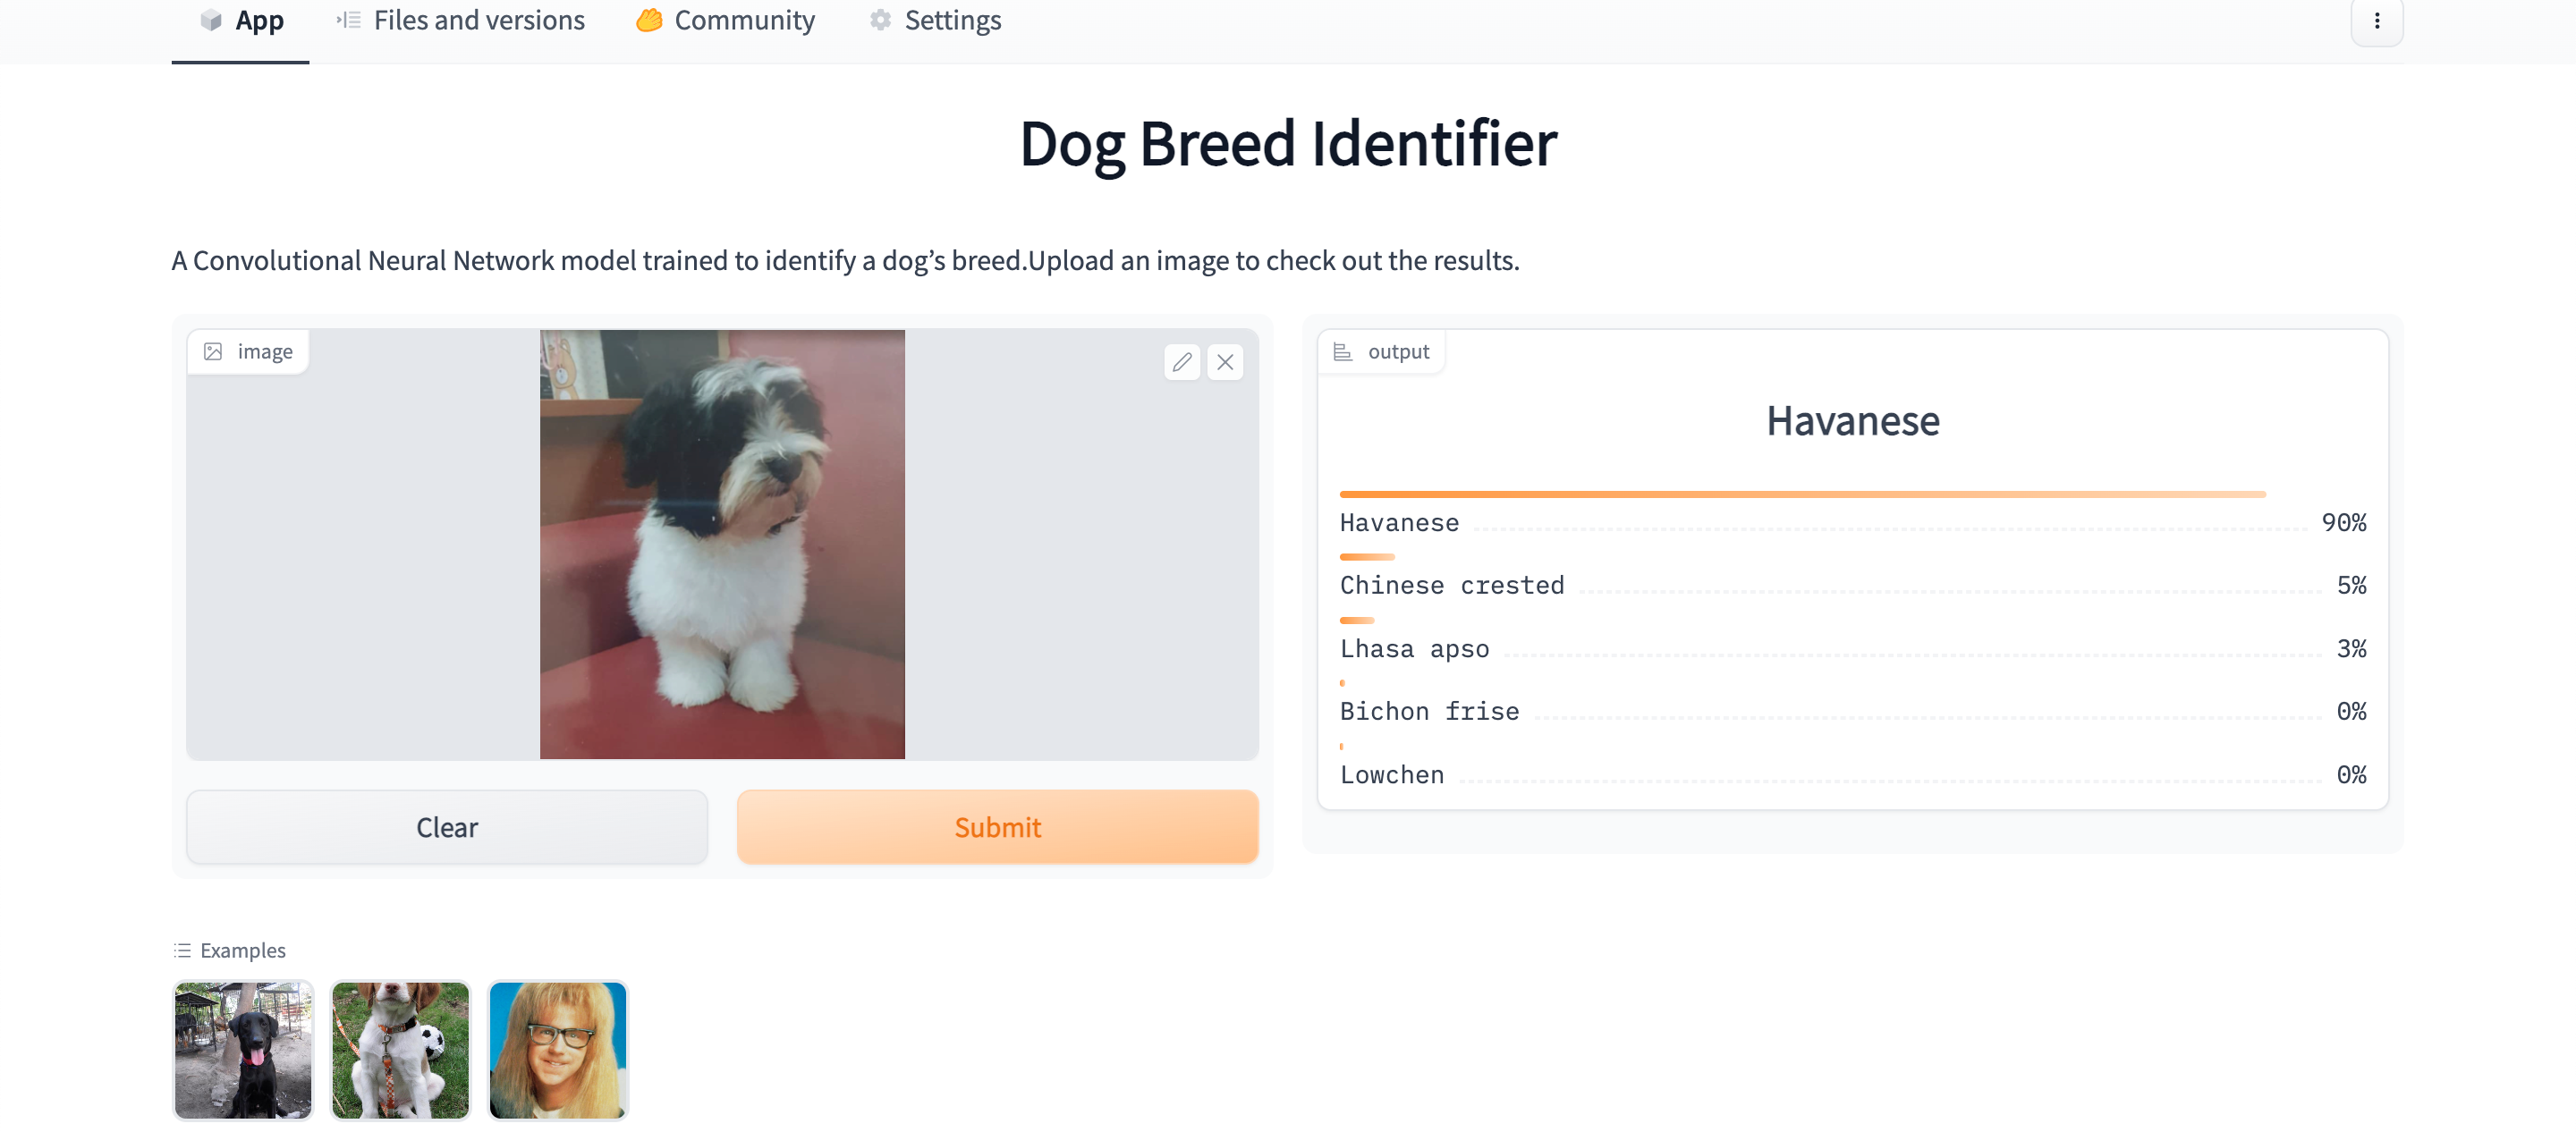 App
Files and versions
Community
Settings
Dog Breed Identifier
A Convolutional Neural Network model trained to identify a dog’s breed.Upload an image to check out the results.
image
output
Havanese
Havanese 90%
Chinese crested 5%
Lhasa apso 3%
Bichon frise 0%
Lowchen 0%
Clear
Submit
Examples